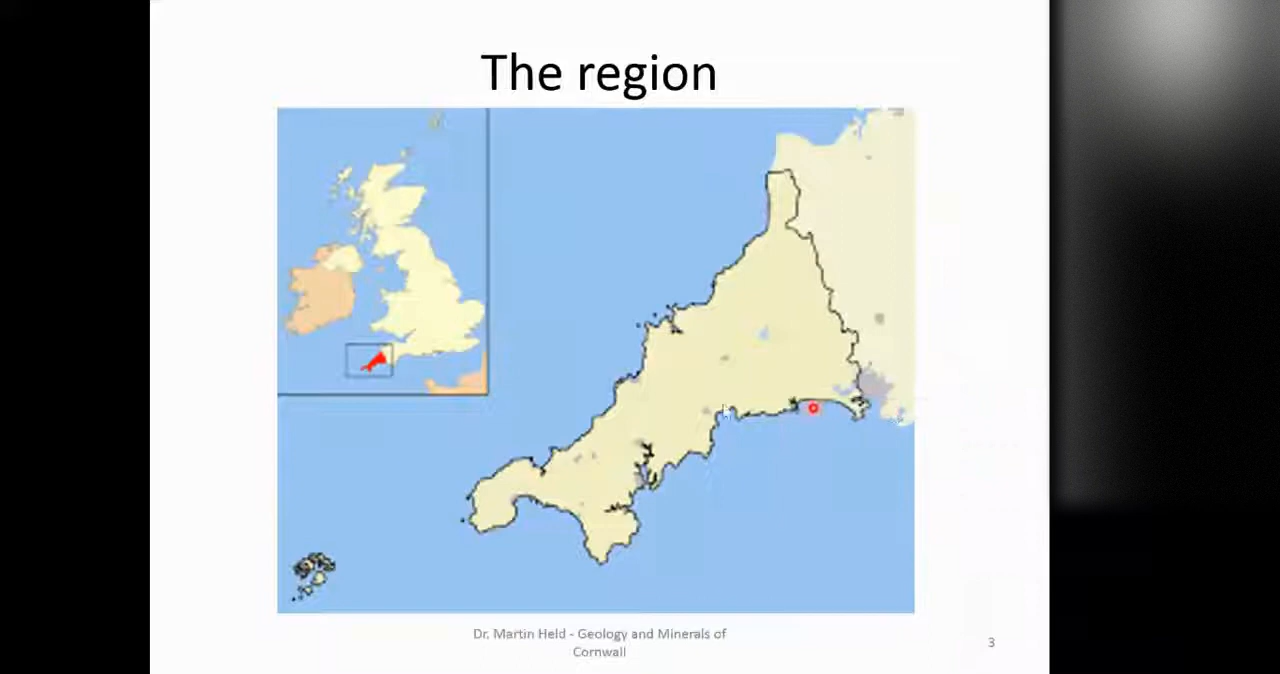 The region
Dr. Martin Held - Geology and Minerals of
Cornwall
3